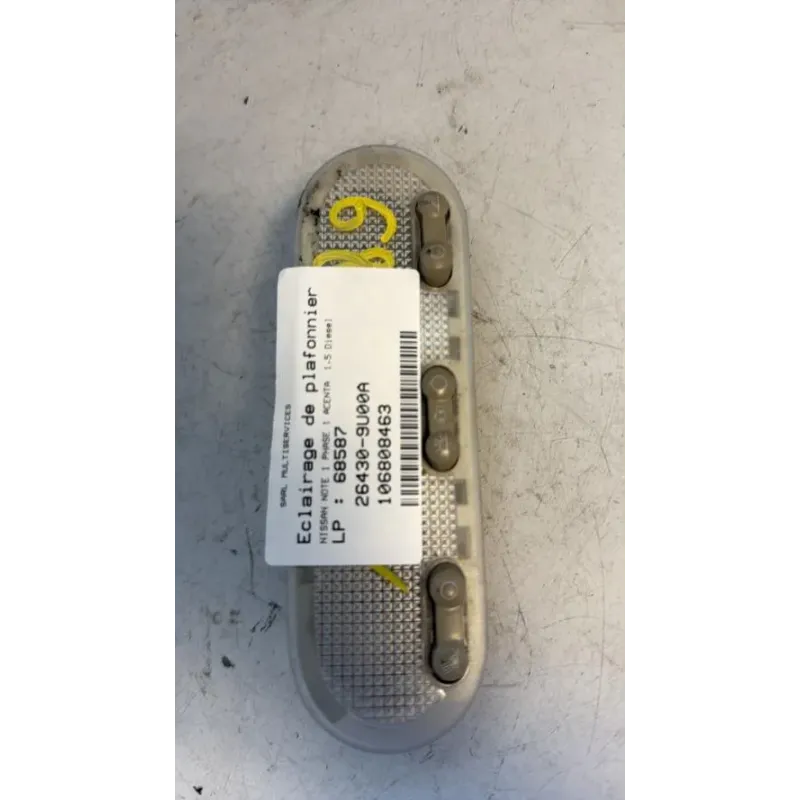 SARL MULTISERVICES
Eclairage de plafonnier
NISSAN NOTE 1 PHASE 1 ACENTA 1.5 Diesel
LP : 68587
26430-9U00A
106808463